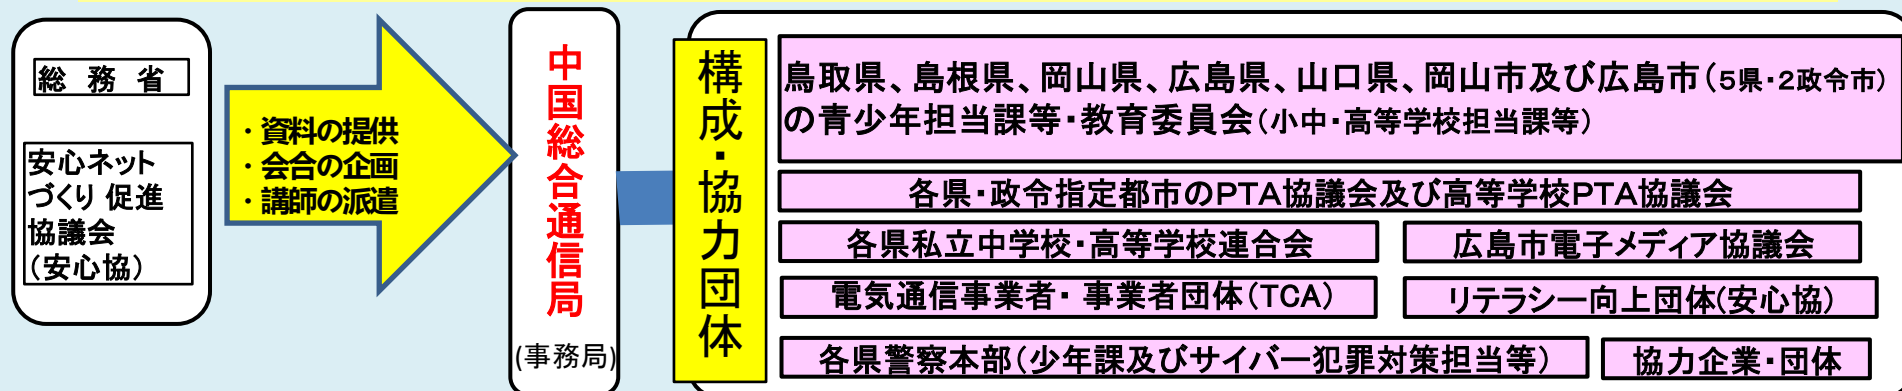 総 務 省
安心ネット
づくり 促進
協議会
(安心協)
・資料の提供
・会合の企画
・講師の派遣
中国総合通信局
(事務局)
構成・協力団体
鳥取県、島根県、岡山県、広島県、山口県、岡山市及び広島市(5県・2政令市)
の青少年担当課等・教育委員会(小中・高等学校担当課等)
各県・政令指定都市のPTA協議会及び高等学校PTA協議会
各県私立中学校・高等学校連合会
広島市電子メディア協議会
電気通信事業者・ 事業者団体(TCA)
リテラシー向上団体(安心協)
各県警察本部(少年課及びサイバー犯罪対策担当等)
協力企業・団体